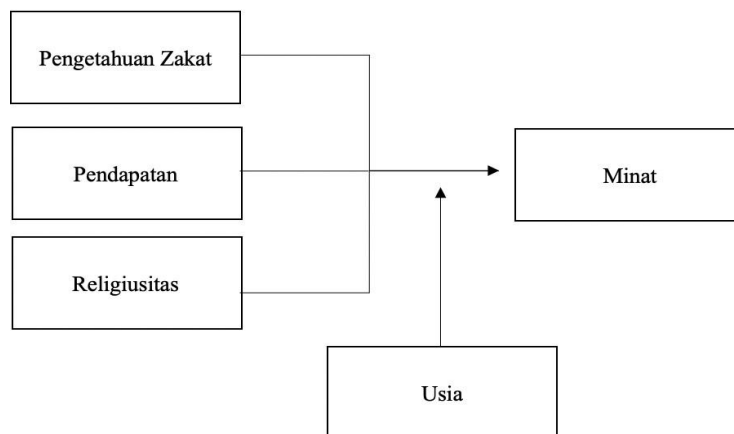 Pengetahuan Zakat
Pendapatan
Minat
Religiusitas
Usia